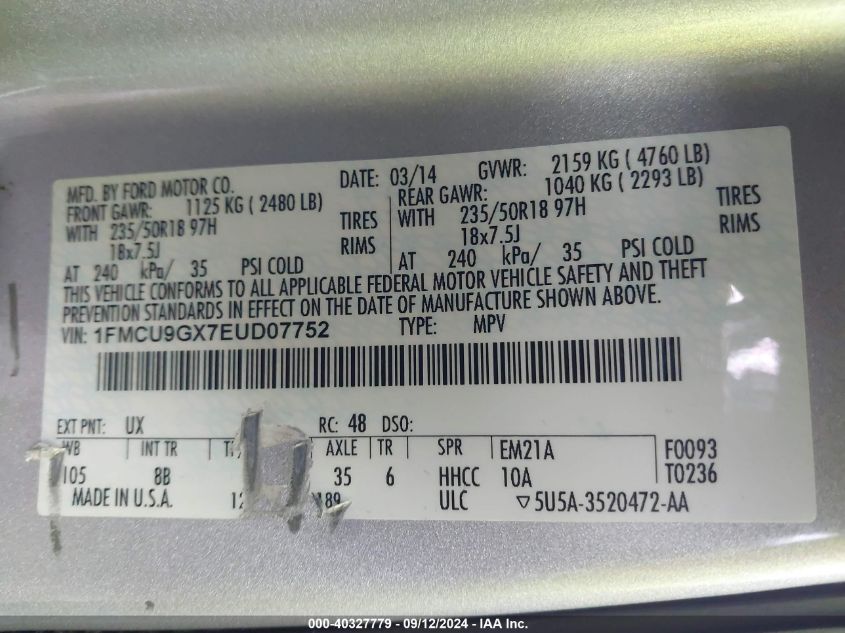 MFD. BY FORD MOTOR CO. DATE: 03/14 GVWR: 2159 KG ( 4760 LB)
FRONT GAWR: 1125 KG ( 2480 LB) REAR GAWR: 1040 KG ( 2293 LB)
WITH 235/50R18 97H TIRES WITH 235/50R18 97H TIRES
18x7.5J RIMS 18x7.5J RIMS
AT 240 kPa/ 35 PSI COLD AT 240 kPa/ 35 PSI COLD
THIS VEHICLE CONFORMS TO ALL APPLICABLE FEDERAL MOTOR VEHICLE SAFETY AND THEFT
PREVENTION STANDARDS IN EFFECT ON THE DATE OF MANUFACTURE SHOWN ABOVE.
VIN: 1FMCU9GX7EUD07752 TYPE: MPV
EXT PNT: UX RC: 48 DSO:
WB INT TR AXLE TR SPR EM21A F0093
105 8B 35 6 HHCC 10A T0236
MADE IN U.S.A. 189 ULC ▽5U5A-3520472-AA
000-40327779 - 09/12/2024 - IAA Inc.